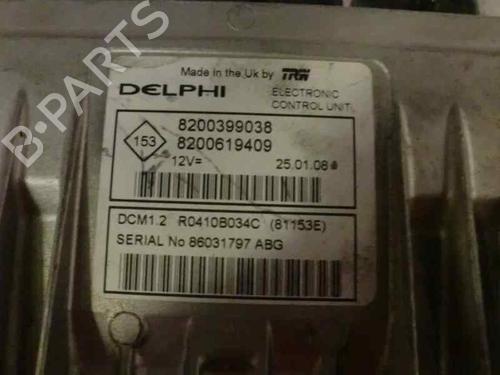 B-PARTS
Made in the Uk by TRW
DELPHI
ELECTRONIC
CONTROL UNIT
153
8200399038
8200619409
12V=
25.01.08
DCM1.2 R0410B034C (81153E)
SERIAL No 86031797 ABG